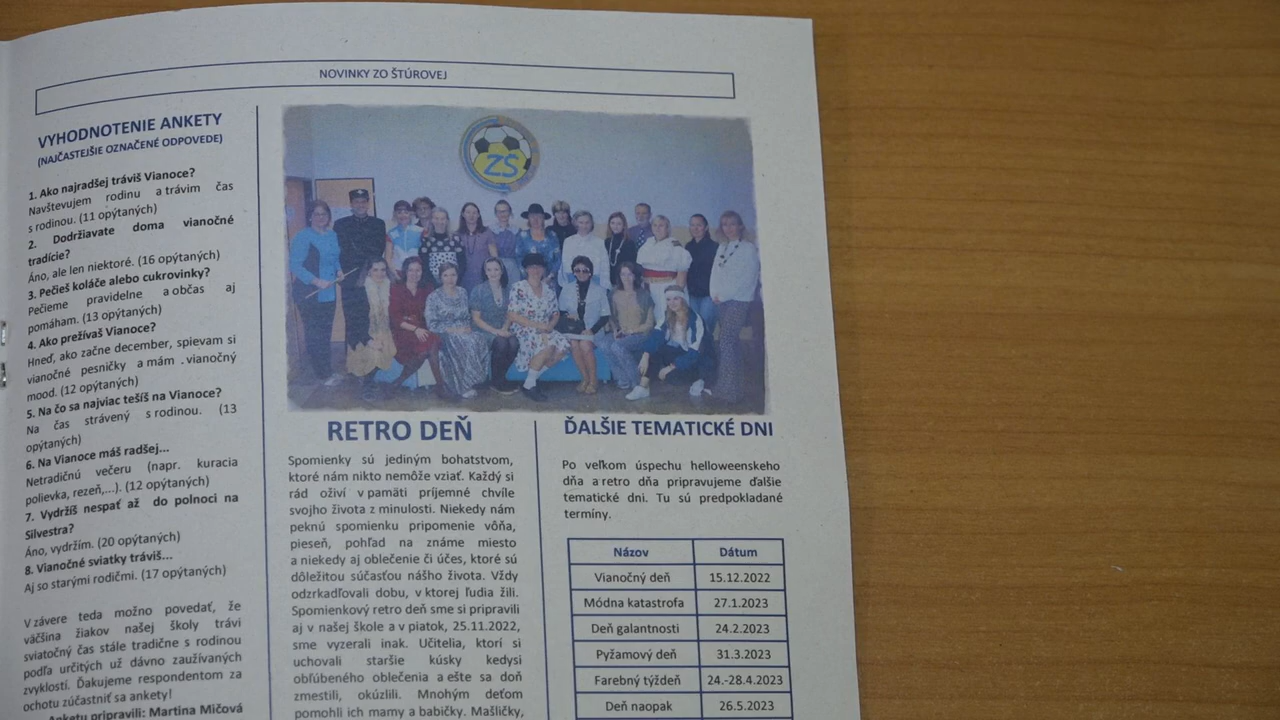 NOVINKY ZO ŠTÚROVEJ
VYHODNOTENIE ANKETY
(NAJČASTEJŠIE OZNAČENÉ ODPOVEDE)
1. Ako najradšej tráviš Vianoce?
Navštevujem rodinu a trávim čas
s rodinou. (11 opýtaných)
2. Dodržiavate doma vianočné
tradície?
Áno, ale len niektoré. (16 opýtaných)
3. Pečieš koláče alebo cukrovinky?
Pečieme pravidelne a občas aj
pomáham. (13 opýtaných)
4. Ako prežívaš Vianoce?
Hneď, ako začne december, spievam si
vianočné pesničky a mám . vianočný
mood. (12 opýtaných)
5. Na čo sa najviac tešíš na Vianoce?
Na čas strávený s rodinou. (13
opýtaných)
6. Na Vianoce máš radšej...
Netradičnú večeru (napr. kuracia
polievka, rezeň,...). (12 opýtaných)
7. Vydržíš nespať až do polnoci na
Silvestra?
Áno, vydržím. (20 opýtaných)
8. Vianočné sviatky tráviš...
Aj so starými rodičmi. (17 opýtaných)
V závere teda možno povedať, že
väčšina žiakov našej školy trávi
sviatočný čas stále tradične s rodinou
podľa určitých už dávno zaužívaných
zvyklostí. Ďakujeme respondentom za
ochotu zúčastniť sa ankety!
Anketu pripravili: Martina Mičová
ZŠ
RETRO DEŇ
Spomienky sú jediným bohatstvom,
ktoré nám nikto nemôže vziať. Každý si
rád oživí v pamäti príjemné chvíle
svojho života z minulosti. Niekedy nám
peknú spomienku pripomenie vôňa,
pieseň, pohľad na známe miesto
a niekedy aj oblečenie či účes, ktoré sú
dôležitou súčasťou nášho života. Vždy
odzrkadľovali dobu, v ktorej ľudia žili.
Spomienkový retro deň sme si pripravili
aj v našej škole a v piatok, 25.11.2022,
sme vyzerali inak. Učitelia, ktorí si
uchovali staršie kúsky kedysi
obľúbeného oblečenia a ešte sa doň
zmestili, okúzlili. Mnohým deťom
pomohli ich mamy a babičky. Mašličky,
ĎALŠIE TEMATICKÉ DNI
Po veľkom úspechu helloweenskeho
dňa a retro dňa pripravujeme ďalšie
tematické dni. Tu sú predpokladané
termíny.
Názov Dátum
Vianočný deň 15.12.2022
Módna katastrofa 27.1.2023
Deň galantnosti 24.2.2023
Pyžamový deň 31.3.2023
Farebný týždeň 24.-28.4.2023
Deň naopak 26.5.2023